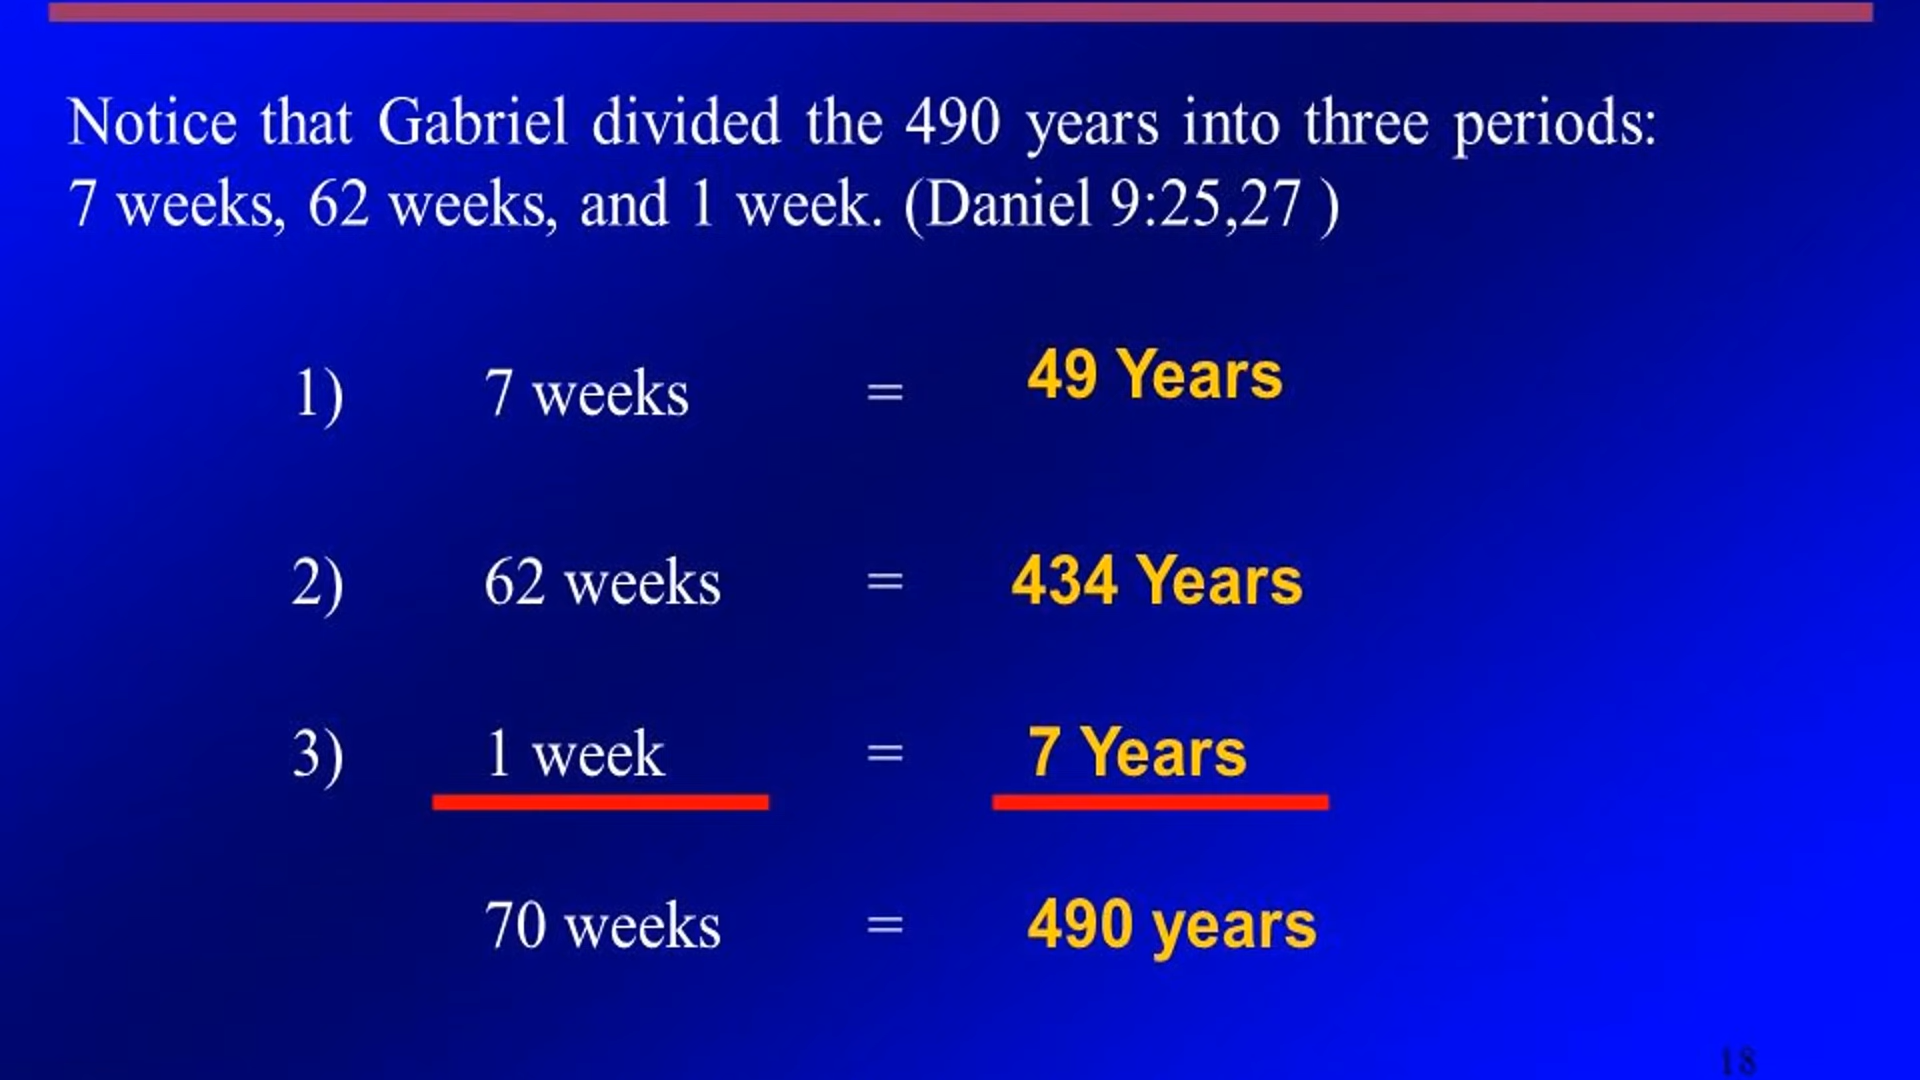 Notice that Gabriel divided the 490 years into three periods:
7 weeks, 62 weeks, and 1 week. (Daniel 9:25,27 )
1) 7 weeks = 49 Years
2) 62 weeks = 434 Years
3) 1 week = 7 Years
70 weeks = 490 years
18